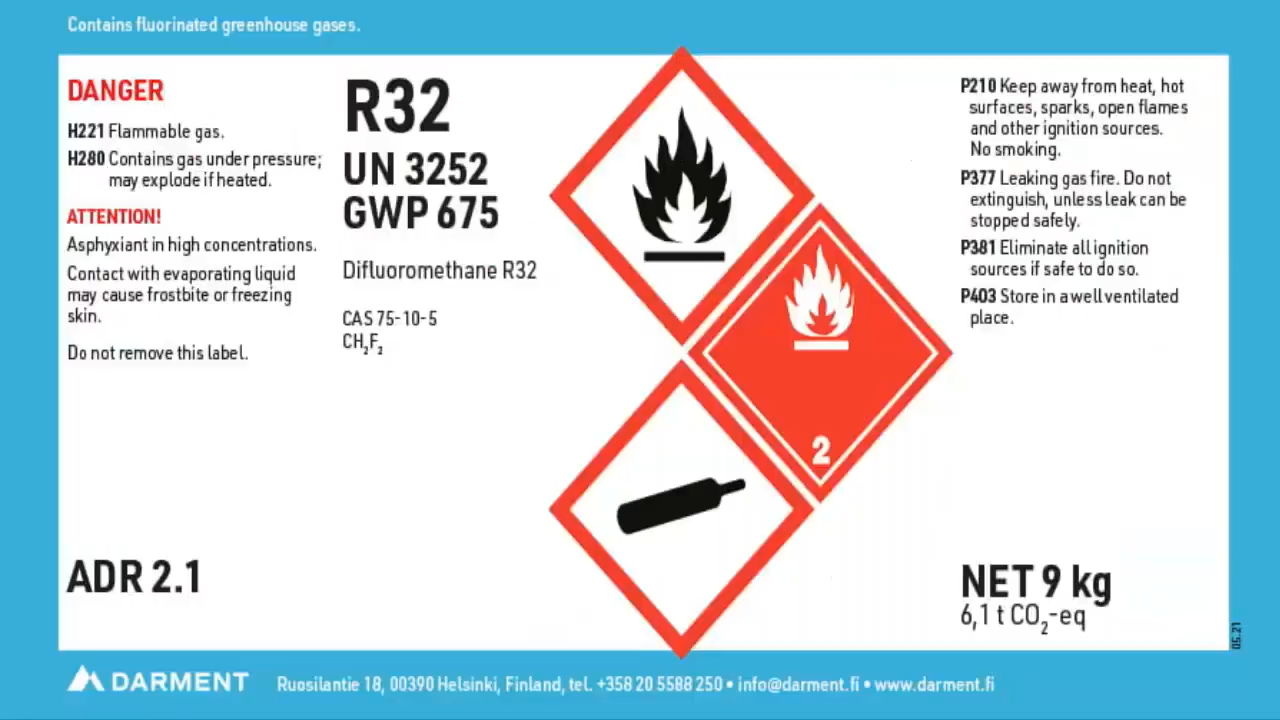 Contains fluorinated greenhouse gases.
DANGER
H221 Flammable gas.
H280 Contains gas under pressure;
may explode if heated.
ATTENTION!
Asphyxiant in high concentrations.
Contact with evaporating liquid
may cause frostbite or freezing
skin.
Do not remove this label.
ADR 2.1
R32
UN 3252
GWP 675
Difluoromethane R32
CAS 75-10-5
CH₂F₂
2
P210 Keep away from heat, hot
surfaces, sparks, open flames
and other ignition sources.
No smoking.
P377 Leaking gas fire. Do not
extinguish, unless leak can be
stopped safely.
P381 Eliminate all ignition
sources if safe to do so.
P403 Store in a well ventilated
place.
NET 9 kg
6,1 t CO₂-eq
05.21
DARMENT
Ruosilantie 18, 00390 Helsinki, Finland, tel. +358 20 5588 250 • info@darment.fi • www.darment.fi